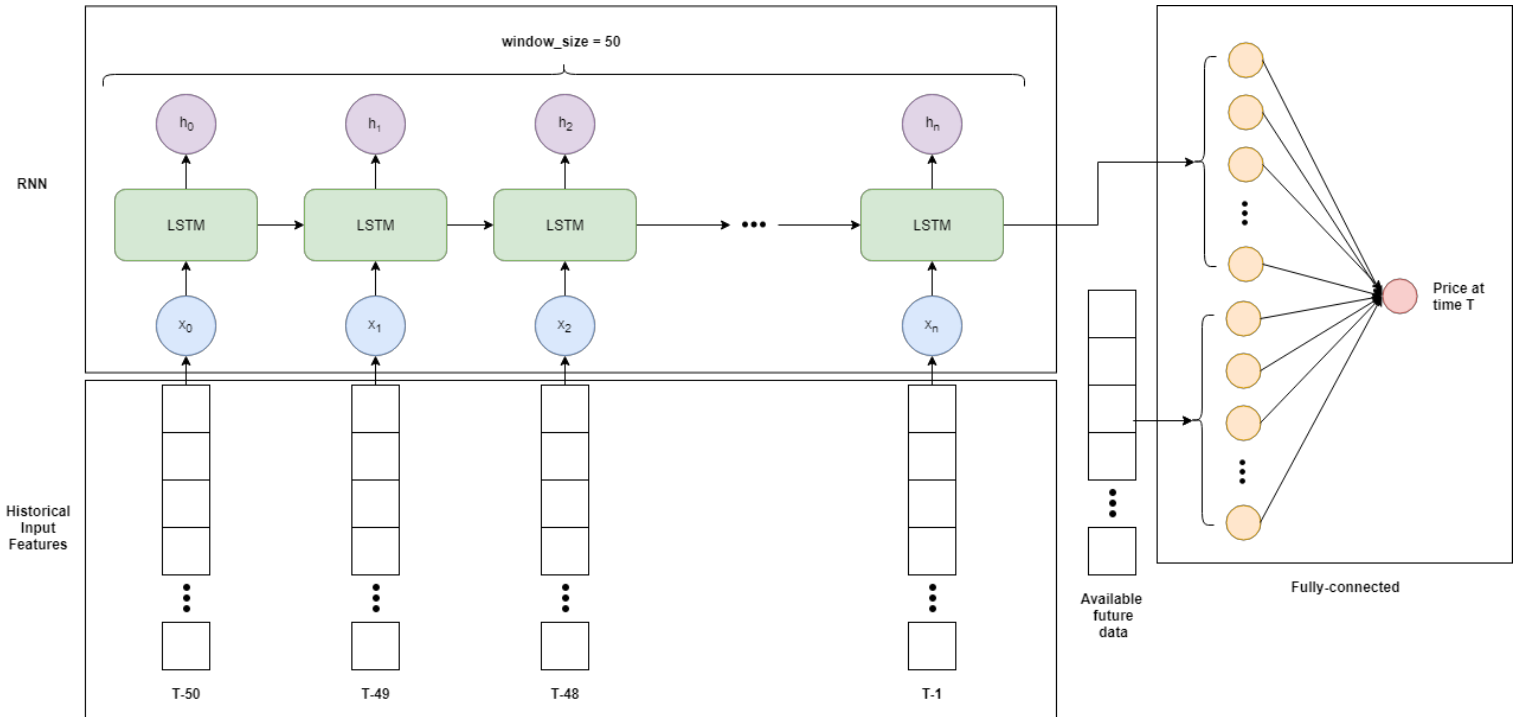 window_size = 50
h0
h1
h2
hn
RNN
LSTM
LSTM
LSTM
LSTM
x0
x1
x2
xn
Price at
time T
Historical
Input
Features
Fully-connected
Available
future
data
T-50
T-49
T-48
T-1